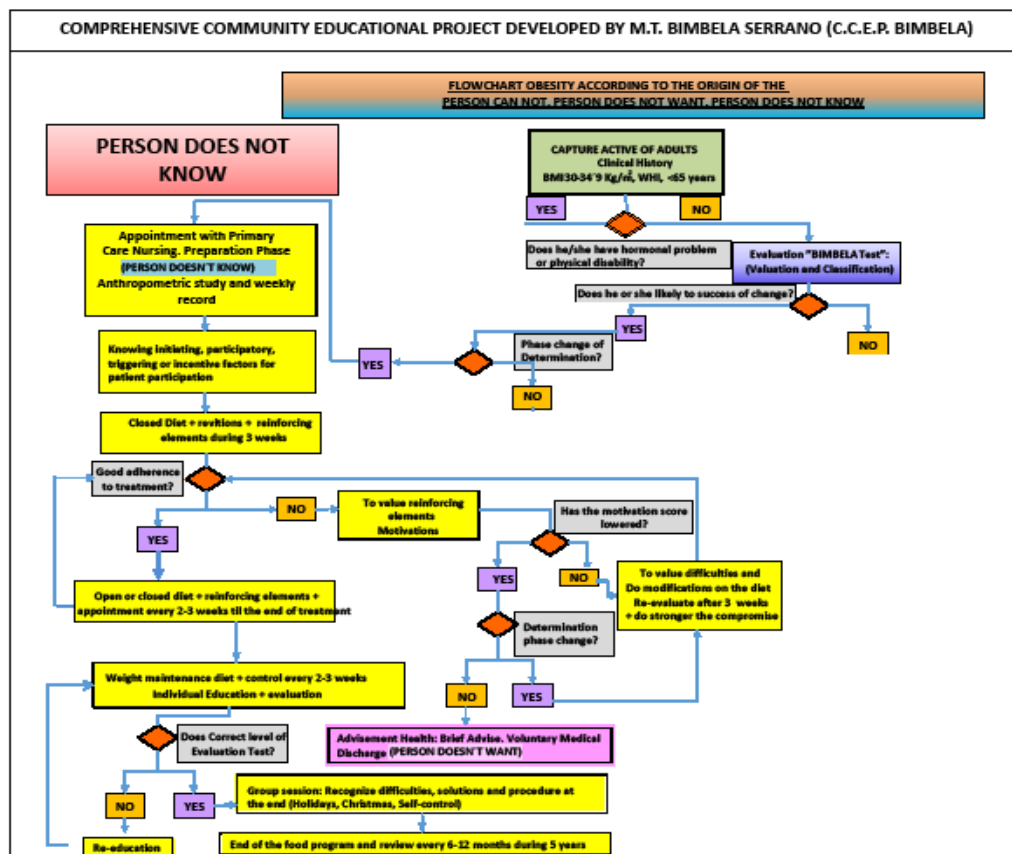 COMPREHENSIVE COMMUNITY EDUCATIONAL PROJECT DEVELOPED BY M.T. BIMBELA SERRANO (C.C.E.P. BIMBELA)
FLOWCHART OBESITY ACCORDING TO THE ORIGIN OF THE
PERSON CAN NOT, PERSON DOES NOT WANT, PERSON DOES NOT KNOW
PERSON DOES NOT
KNOW
CAPTURE ACTIVE OF ADULTS
Clinical History
BMI30-34´9 Kg/m², WHI, <65 years
YES
NO
Does he/she have hormonal problem
or physical disability?
Evaluation "BIMBELA Test":
(Valuation and Classification)
Does he or she likely to success of change?
YES
NO
Phase change of
Determination?
YES
NO
Appointment with Primary
Care Nursing. Preparation Phase
(PERSON DOESN'T KNOW)
Anthropometric study and weekly
record
Knowing initiating, participatory,
triggering or incentive factors for
patient participation
Closed Diet + revitions + reinforcing
elements during 3 weeks
Good adherence
to treatment?
NO
YES
To value reinforcing
elements
Motivations
Has the motivation score
lowered?
YES
NO
To value difficulties and
Do modifications on the diet
Re-evaluate after 3 weeks
+ do stronger the compromise
Open or closed diet + reinforcing elements +
appointment every 2-3 weeks til the end of treatment
Determination
phase change?
NO
YES
Weight maintenance diet + control every 2-3 weeks
Individual Education + evaluation
Advisement Health: Brief Advise. Voluntary Medical
Discharge (PERSON DOESN'T WANT)
Does Correct level of
Evaluation Test?
NO
YES
Group session: Recognize difficulties, solutions and procedure at
the end (Holidays, Christmas, Self-control)
Re-education
End of the food program and review every 6-12 months during 5 years